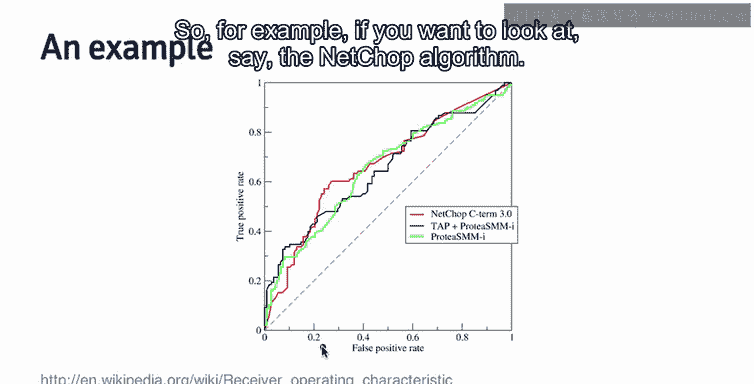 So, for example, if you want to look at,
say, the NetChop algorithm.
An example
1
0.8
0.6
0.4
0.2
0
True positive rate
NetChop C-term 3.0
TAP + ProteaSMM-i
ProteaSMM-i
0 0.2 0.4 0.6 0.8 1
False positive rate
http://en.wikipedia.org/wiki/Receiver_operating_characteristic